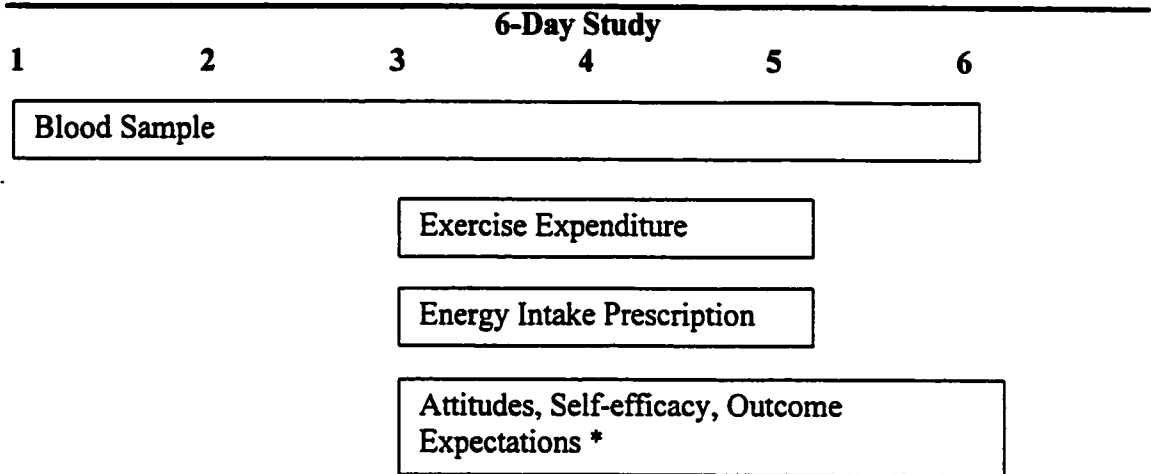 6-Day Study
1 2 3 4 5 6
Blood Sample
Exercise Expenditure
Energy Intake Prescription
Attitudes, Self-efficacy, Outcome
Expectations *